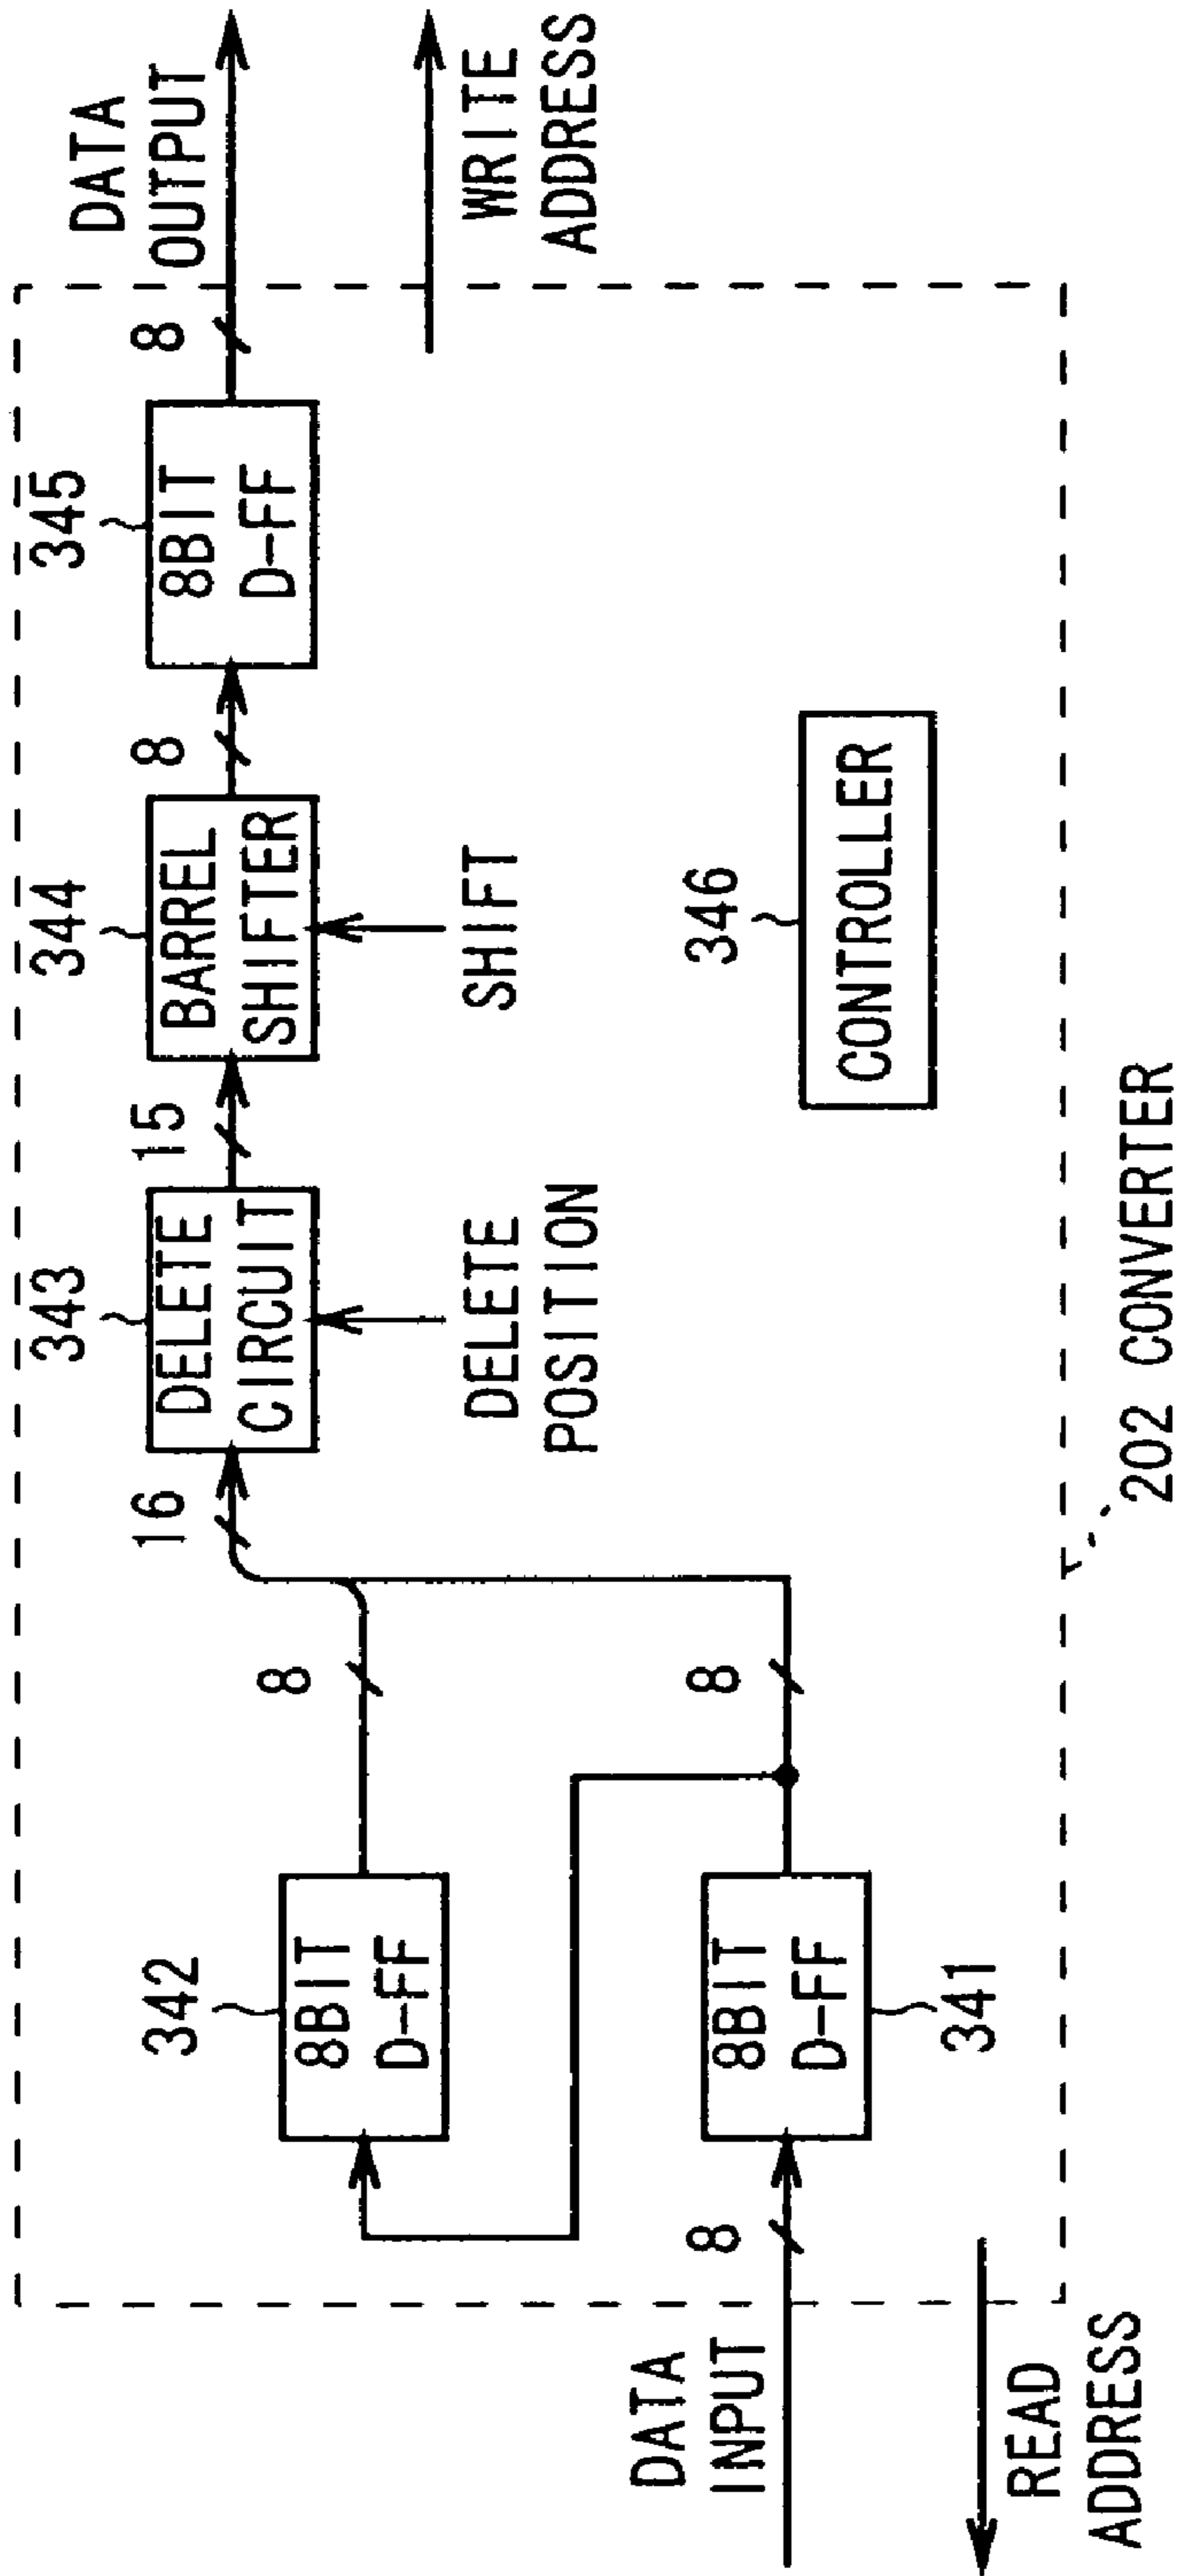 DATA
INPUT
READ
ADDRESS
8
342
8BIT
D-FF
8BIT
D-FF
341
8
8
16
343
DELETE
CIRCUIT
DELETE
POSITION
15
344
BARREL
SHIFTER
SHIFT
8
345
8BIT
D-FF
8
346
CONTROLLER
DATA
OUTPUT
WRITE
ADDRESS
202 CONVERTER